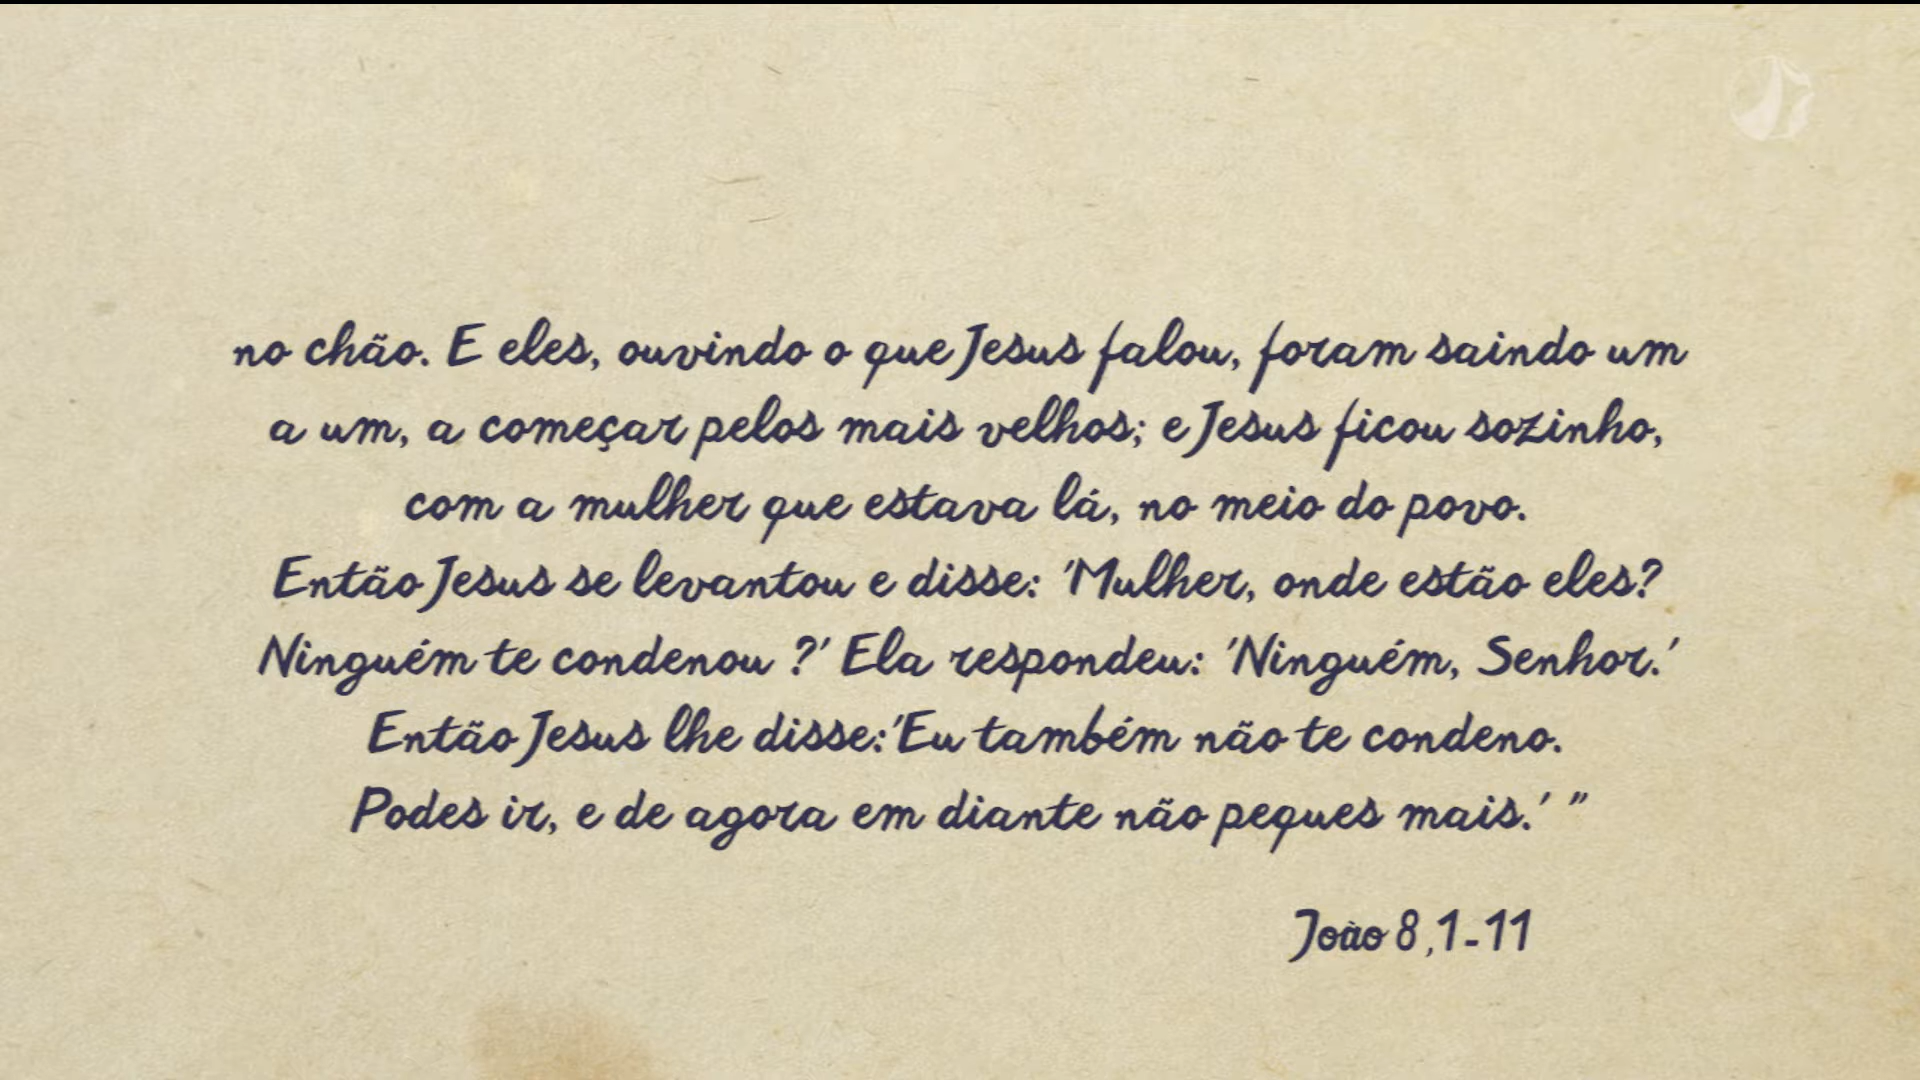 no chão. E eles, ouvindo o que Jesus falou, foram saindo um
a um, a começar pelos mais velhos; e Jesus ficou sozinho,
com a mulher que estava lá, no meio do povo.
Então Jesus se levantou e disse: 'Mulher, onde estão eles?
Ninguém te condenou ?' Ela respondeu: 'Ninguém, Senhor.'
Então Jesus lhe disse:'Eu também não te condeno.
Podes ir, e de agora em diante não peques mais.' "
João 8,1-11